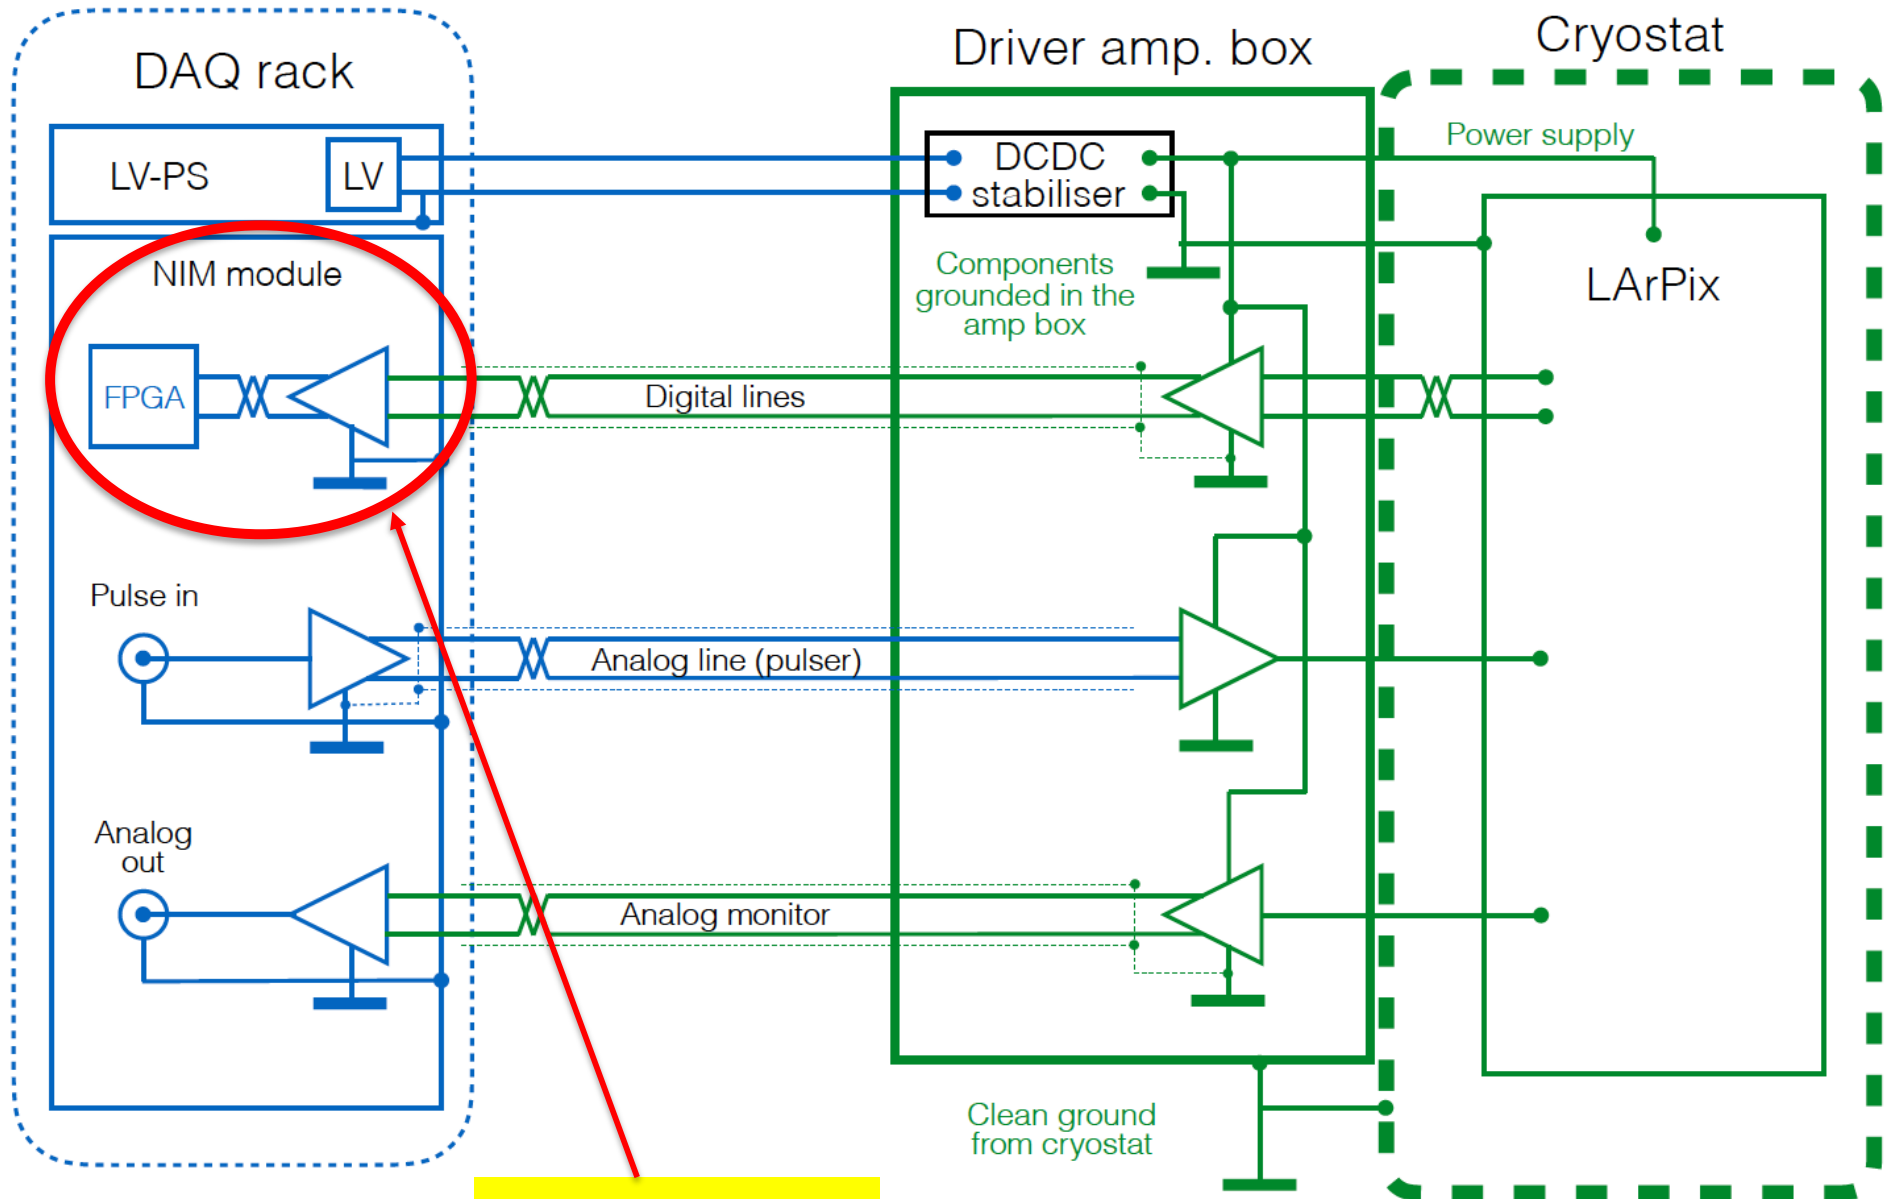 DAQ rack
Driver amp. box
Cryostat
LV-PS
LV
DCDC
stabiliser
Power supply
NIM module
Components
grounded in the
amp box
LArPix
FPGA
Digital lines
Pulse in
Analog line (pulser)
Analog
out
Analog monitor
Clean ground
from cryostat